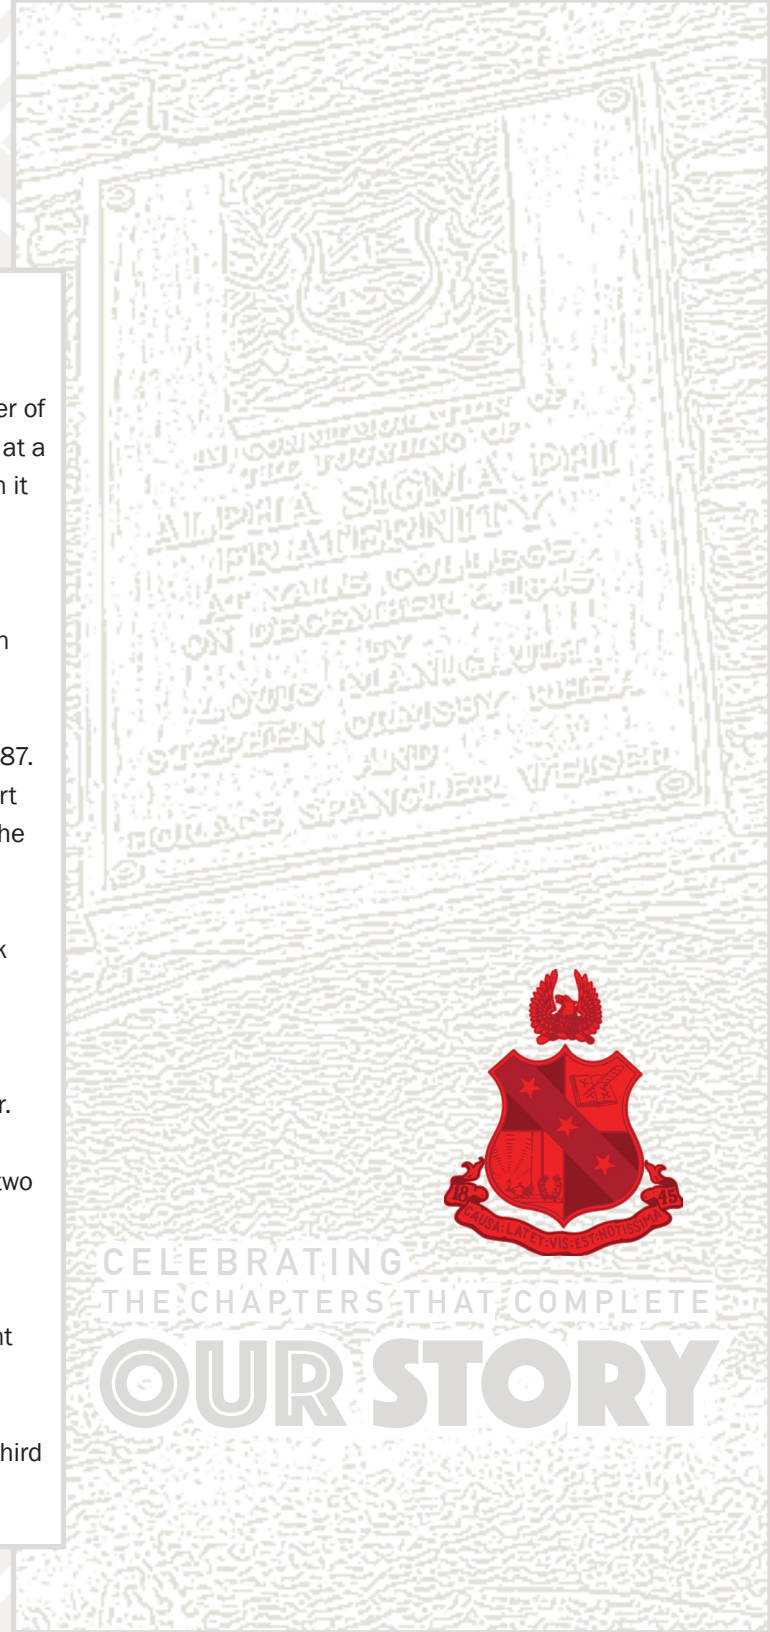 er of
at a
n it
n
87.
rt
he
k
r.
two
nt
hird
IN COMMEMORATION OF
THE FOUNDING OF
ALPHA SIGMA PHI
FRATERNITY
AT YALE COLLEGE
ON DECEMBER 6, 1845
BY
LOUIS MANIGAULT
STEPHEN ORMSBY RHEA
AND
HORACE SPANGLER WEISER
18 45
CAUSA:LATET:VIS:EST:NOTISSIMA
CELEBRATING
THE CHAPTERS THAT COMPLETE
OUR STORY